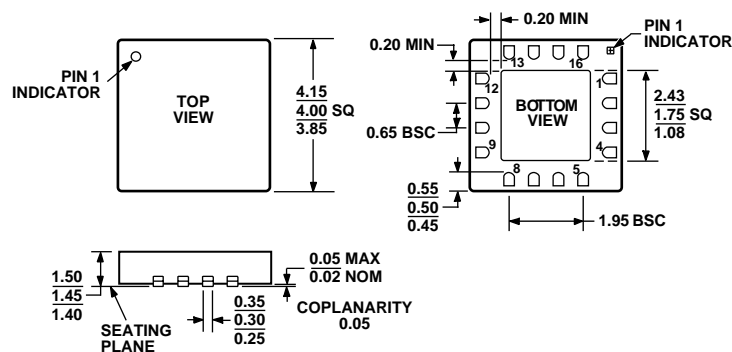 PIN 1
INDICATOR
TOP
VIEW
4.15
4.00 SQ
3.85
0.20 MIN
0.20 MIN
PIN 1
INDICATOR
13
16
12
1
BOTTOM
VIEW
2.43
1.75 SQ
1.08
0.65 BSC
9
4
8
5
0.55
0.50
0.45
1.95 BSC
1.50
1.45
1.40
SEATING
PLANE
0.35
0.30
0.25
0.05 MAX
0.02 NOM
COPLANARITY
0.05